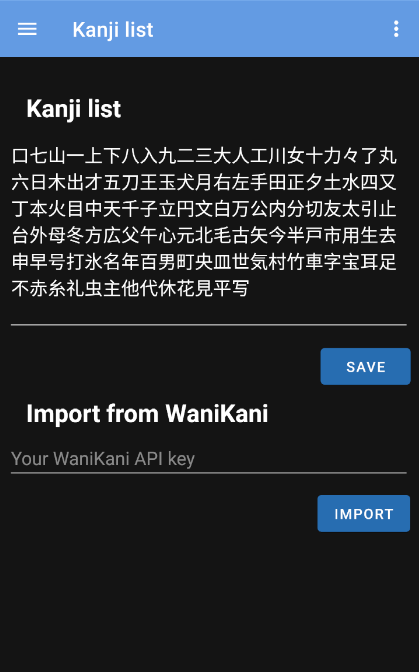 Kanji list
Kanji list
口七山一上下八入九二三大人工川女十力々了丸
六日木出才五刀王玉犬月右左手田正夕土水四又
丁本火目中天千子立円文白万公内分切友太引止
台外母冬方広父午心元北毛古矢今半戸市用生去
申早号打氷名年百男町央皿世気村竹車字宝耳足
不赤糸礼虫主他代休花見平写
SAVE
Import from WaniKani
Your WaniKani API key
IMPORT